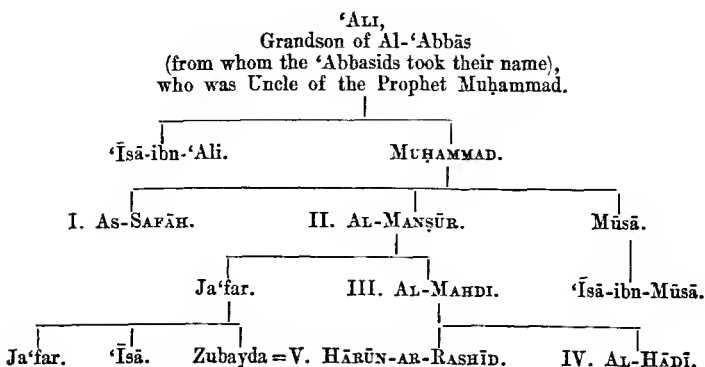 ‘ALI,
Grandson of Al-‘Abbās
(from whom the ‘Abbasids took their name),
who was Uncle of the Prophet Muḥammad.
‘Īsā-ibn-‘Ali. MUḤAMMAD.
I. AS-SAFĀḤ. II. AL-MANṢŪR. Mūsā.
Ja‘far. III. AL-MAHDI. ‘Īsā-ibn-Mūsā.
Ja‘far. ‘Īsā. Zubayda = V. HĀRŪN-AR-RASHĪD. IV. AL-HĀDĪ.